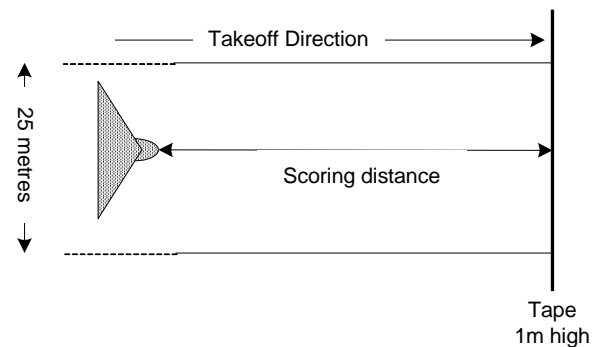 Takeoff Direction
25 metres
Scoring distance
Tape
1m high